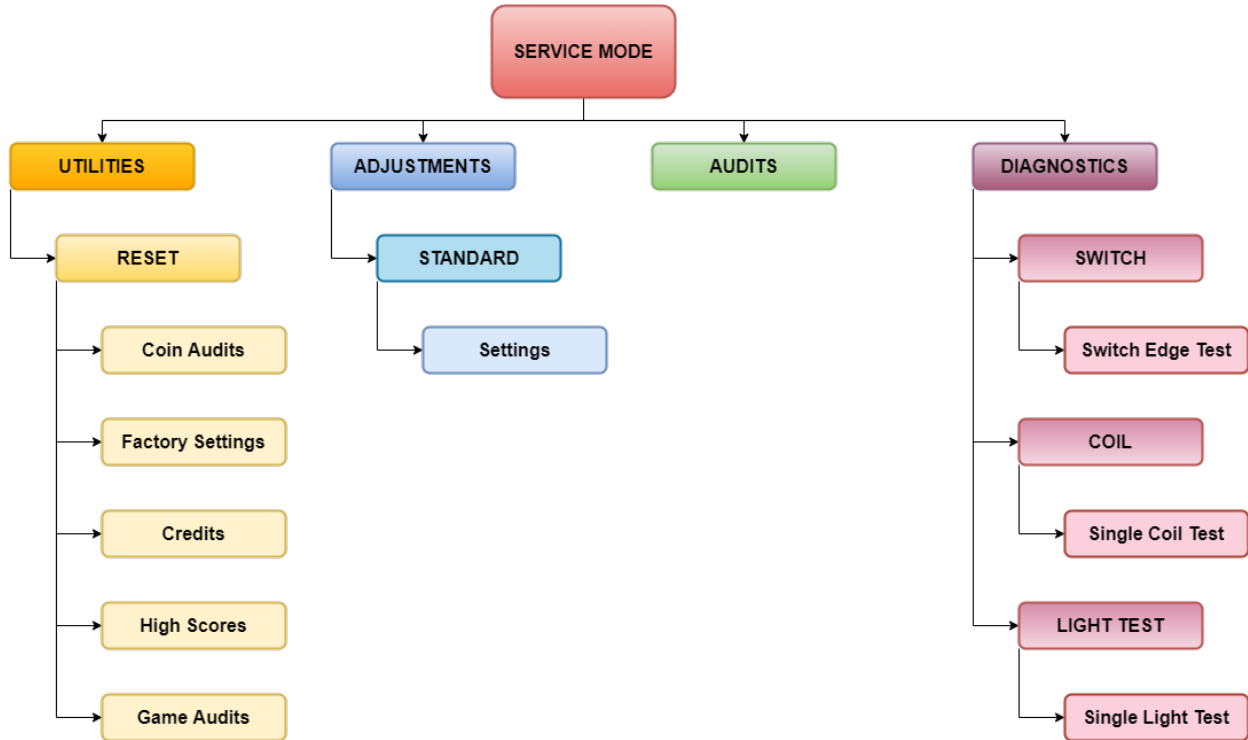 SERVICE MODE
UTILITIES
ADJUSTMENTS
AUDITS
DIAGNOSTICS
RESET
STANDARD
SWITCH
Coin Audits
Settings
Switch Edge Test
Factory Settings
COIL
Credits
Single Coil Test
High Scores
LIGHT TEST
Game Audits
Single Light Test